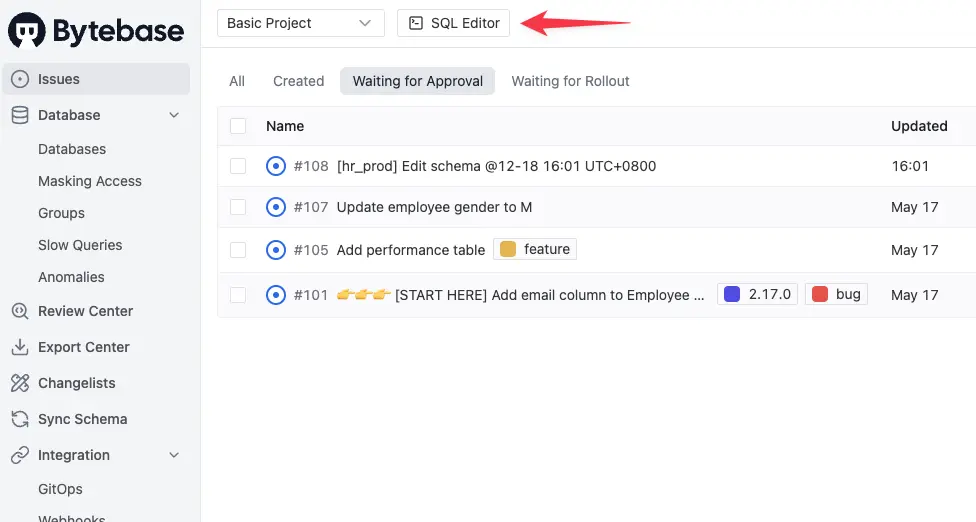 Bytebase
Basic Project
SQL Editor
Issues
Database
Databases
Masking Access
Groups
Slow Queries
Anomalies
Review Center
Export Center
Changelists
Sync Schema
Integration
GitOps
Webhooks
All Created Waiting for Approval Waiting for Rollout
Name Updated
#108 [hr_prod] Edit schema @12-18 16:01 UTC+0800 16:01
#107 Update employee gender to M May 17
#105 Add performance table feature May 17
#101 👉👉👉 [START HERE] Add email column to Employee ... 2.17.0 bug May 17